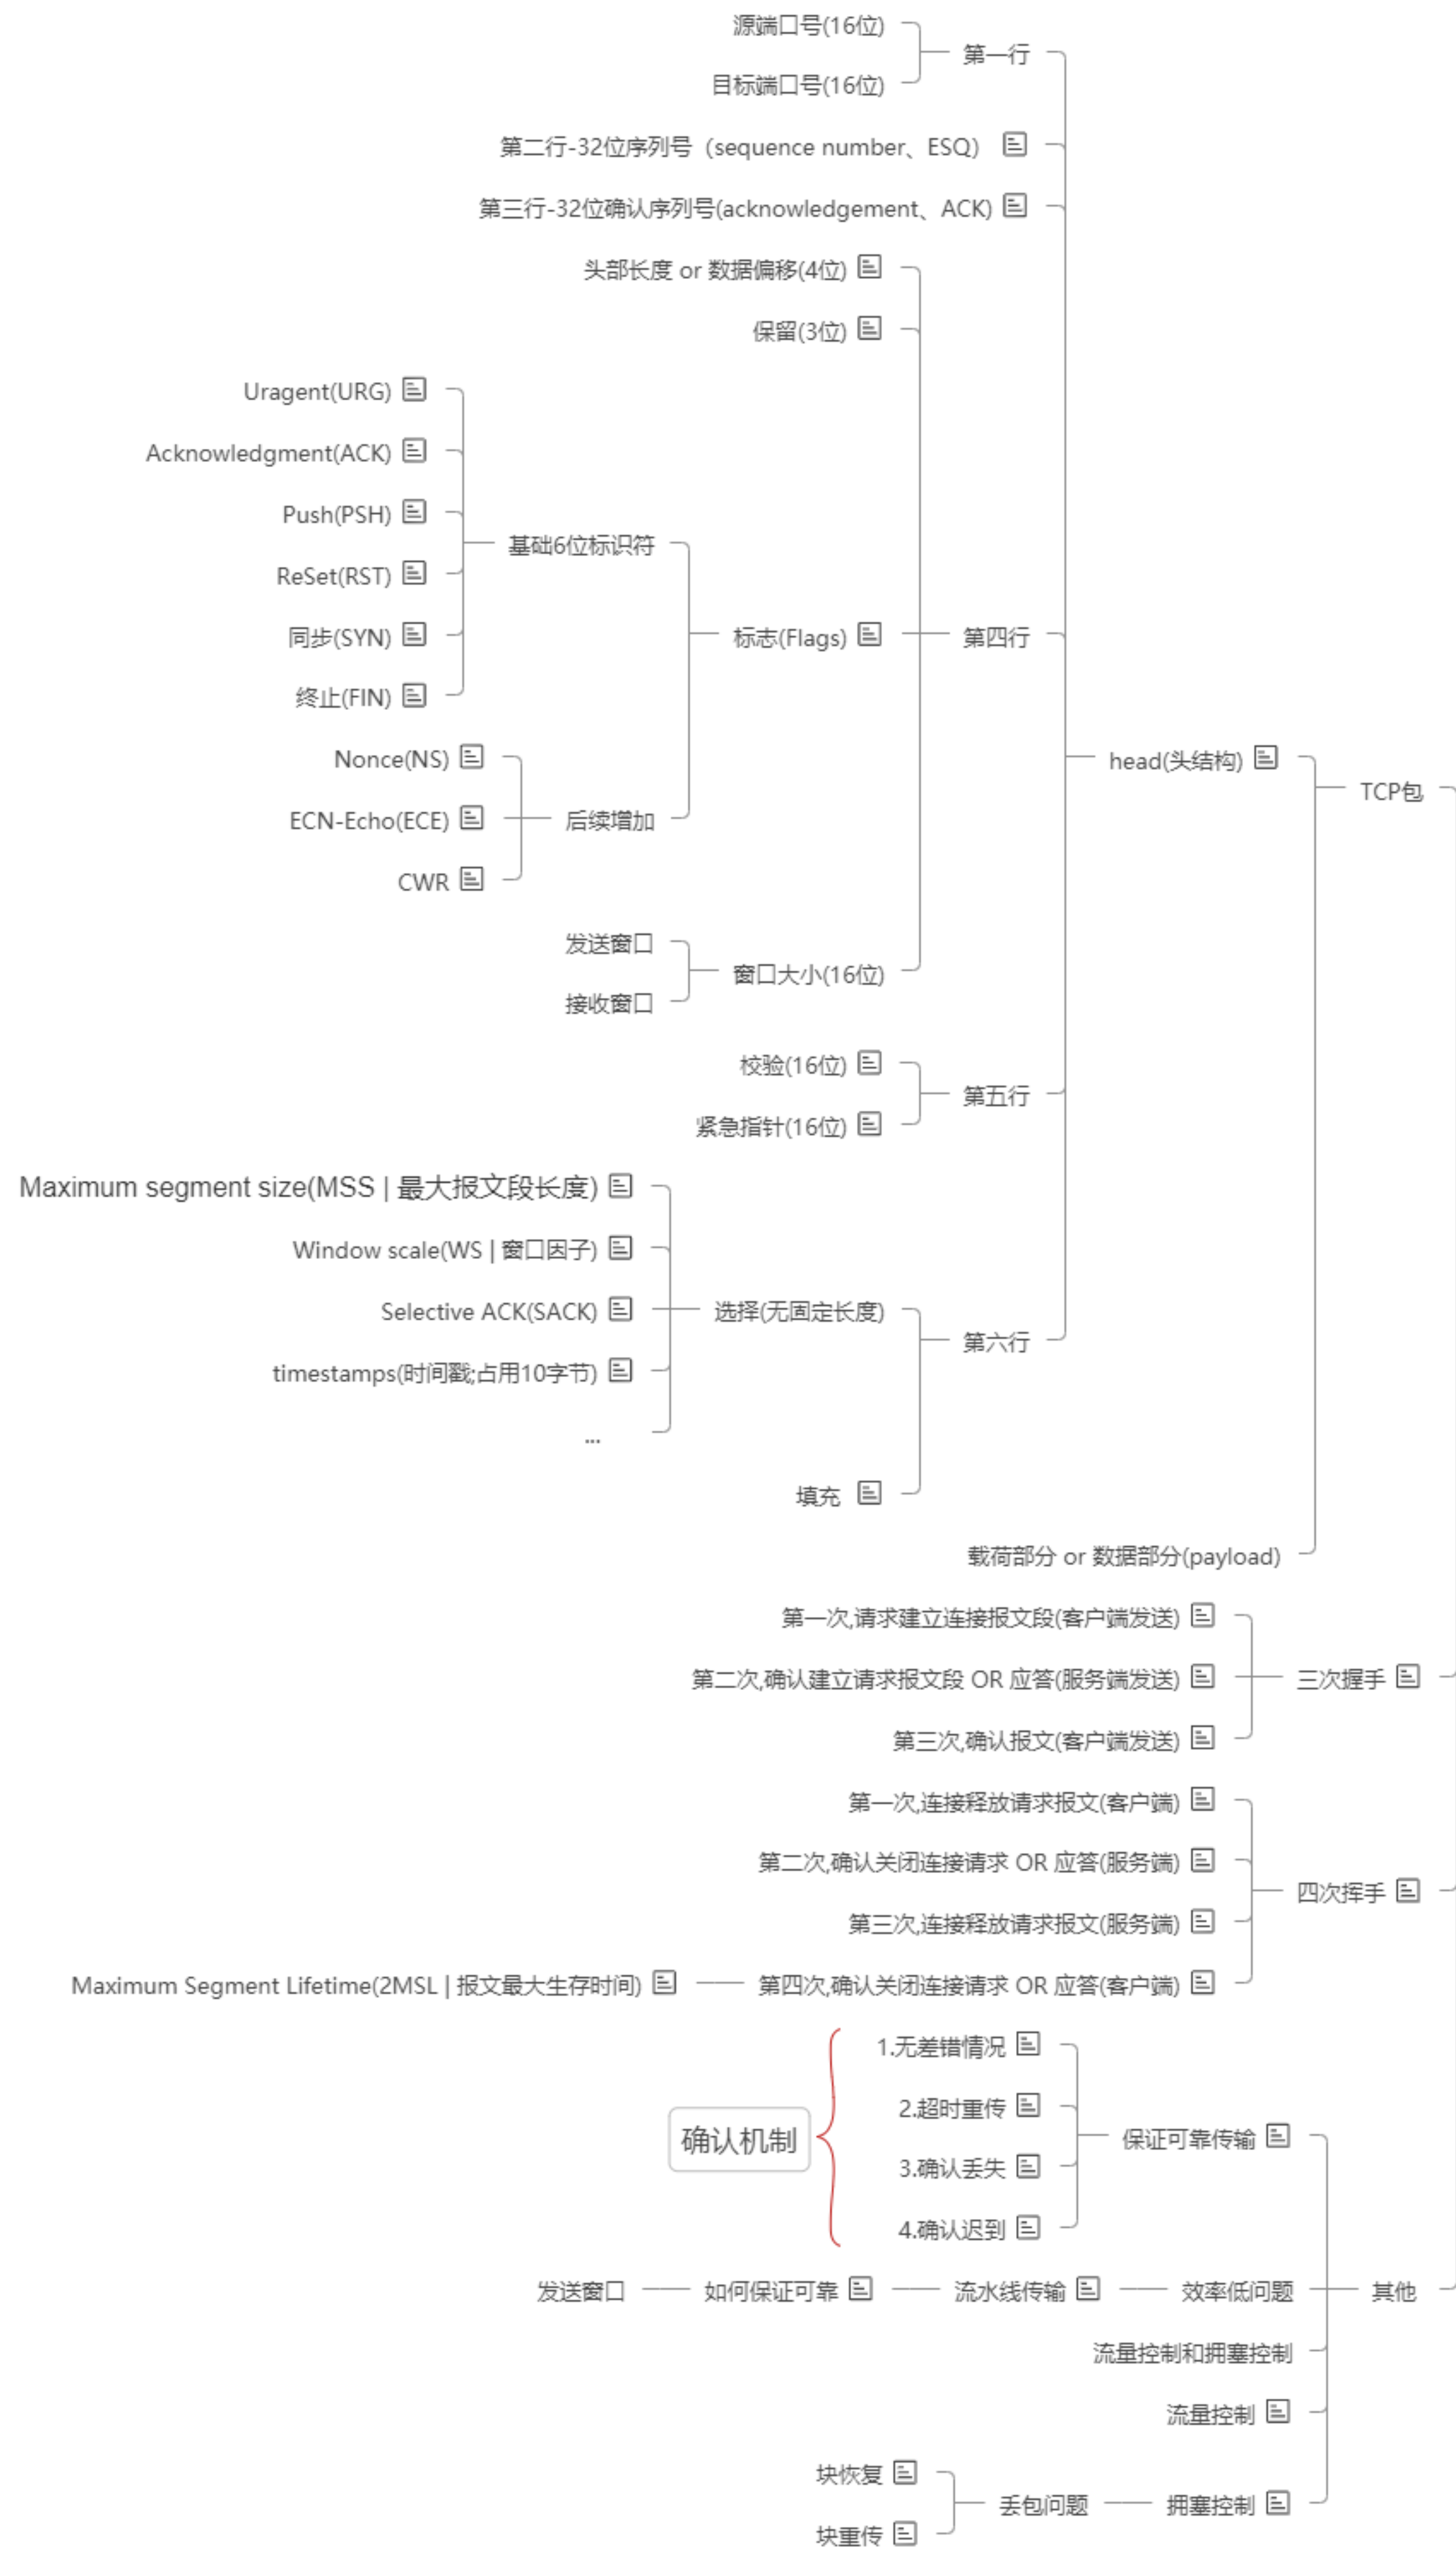 源端口号(16位)
第一行
目标端口号(16位)
第二行-32位序列号（sequence number、ESQ）
第三行-32位确认序列号(acknowledgement、ACK)
头部长度 or 数据偏移(4位)
保留(3位)
Uragent(URG)
Acknowledgment(ACK)
Push(PSH)
基础6位标识符
ReSet(RST)
同步(SYN)
标志(Flags)
第四行
终止(FIN)
Nonce(NS)
head(头结构)
TCP包
ECN-Echo(ECE)
后续增加
CWR
发送窗口
窗口大小(16位)
接收窗口
校验(16位)
第五行
紧急指针(16位)
Maximum segment size(MSS | 最大报文段长度)
Window scale(WS | 窗口因子)
Selective ACK(SACK)
选择(无固定长度)
第六行
timestamps(时间戳;占用10字节)
...
填充
载荷部分 or 数据部分(payload)
第一次,请求建立连接报文段(客户端发送)
第二次,确认建立请求报文段 OR 应答(服务端发送)
三次握手
第三次,确认报文(客户端发送)
第一次,连接释放请求报文(客户端)
第二次,确认关闭连接请求 OR 应答(服务端)
四次挥手
第三次,连接释放请求报文(服务端)
Maximum Segment Lifetime(2MSL | 报文最大生存时间)
第四次,确认关闭连接请求 OR 应答(客户端)
1.无差错情况
2.超时重传
确认机制
保证可靠传输
3.确认丢失
4.确认迟到
发送窗口
如何保证可靠
流水线传输
效率低问题
其他
流量控制和拥塞控制
流量控制
块恢复
丢包问题
拥塞控制
块重传